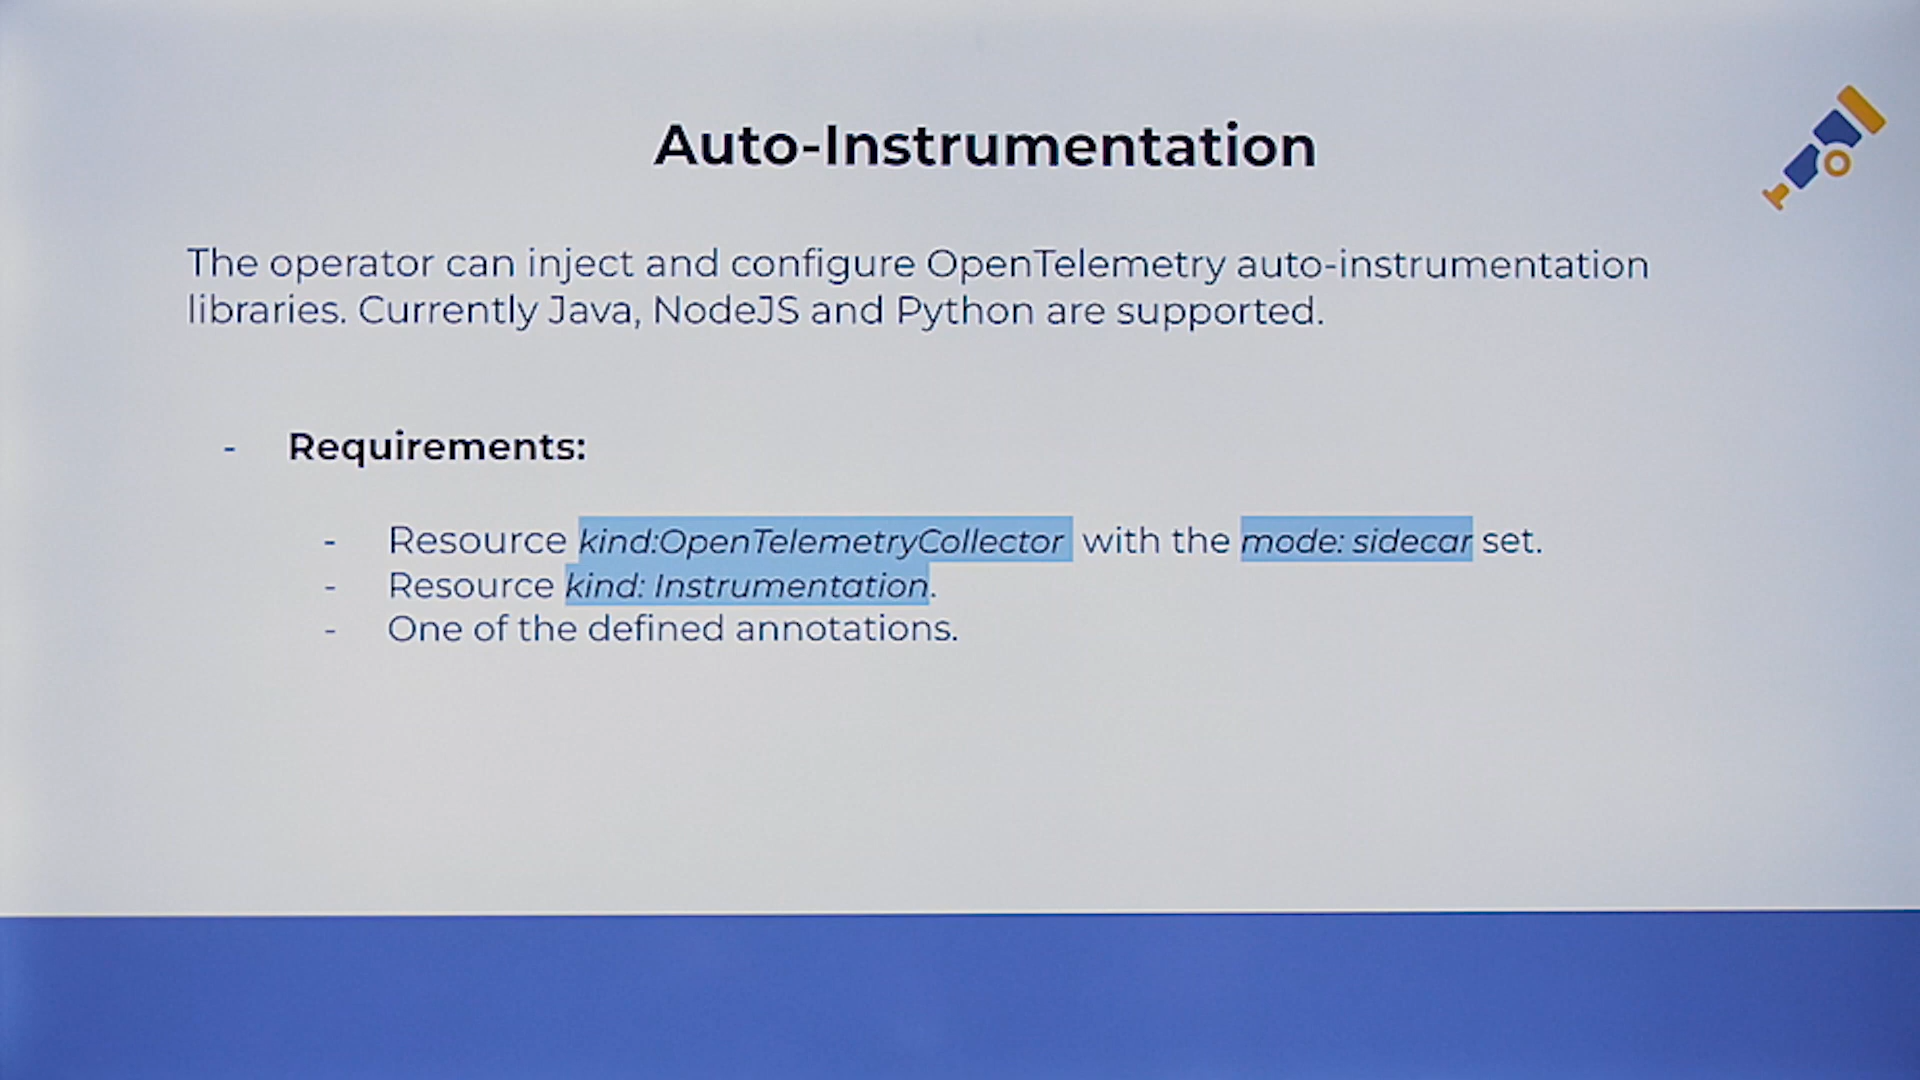 Auto-Instrumentation
The operator can inject and configure OpenTelemetry auto-instrumentation
libraries. Currently Java, NodeJS and Python are supported.
- Requirements:
- Resource kind:OpenTelemetryCollector with the mode: sidecar set.
- Resource kind: Instrumentation.
- One of the defined annotations.